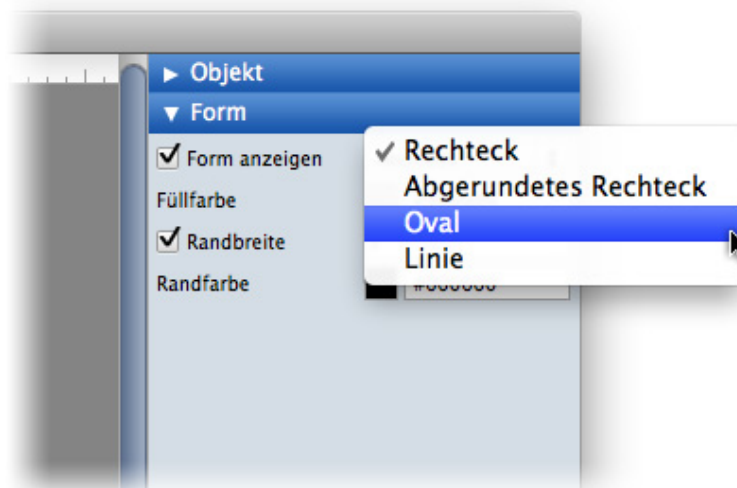 Objekt
Form
Form anzeigen
Rechteck
Abgerundetes Rechteck
Füllfarbe
Oval
Randbreite
Linie
Randfarbe